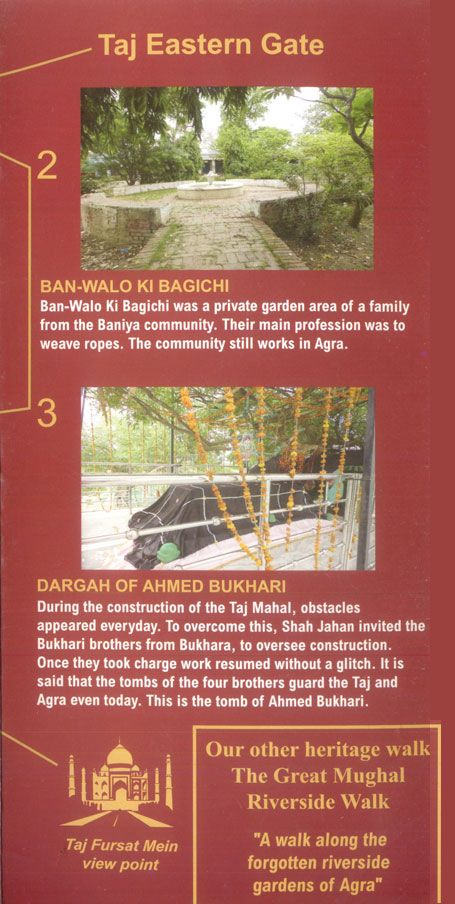 Taj Eastern Gate
2
BAN-WALO KI BAGICHI
Ban-Walo Ki Bagichi was a private garden area of a family
from the Baniya community. Their main profession was to
weave ropes. The community still works in Agra.
3
DARGAH OF AHMED BUKHARI
During the construction of the Taj Mahal, obstacles
appeared everyday. To overcome this, Shah Jahan invited the
Bukhari brothers from Bukhara, to oversee construction.
Once they took charge work resumed without a glitch. It is
said that the tombs of the four brothers guard the Taj and
Agra even today. This is the tomb of Ahmed Bukhari.
Taj Fursat Mein
view point
Our other heritage walk
The Great Mughal
Riverside Walk
"A walk along the
forgotten riverside
gardens of Agra"